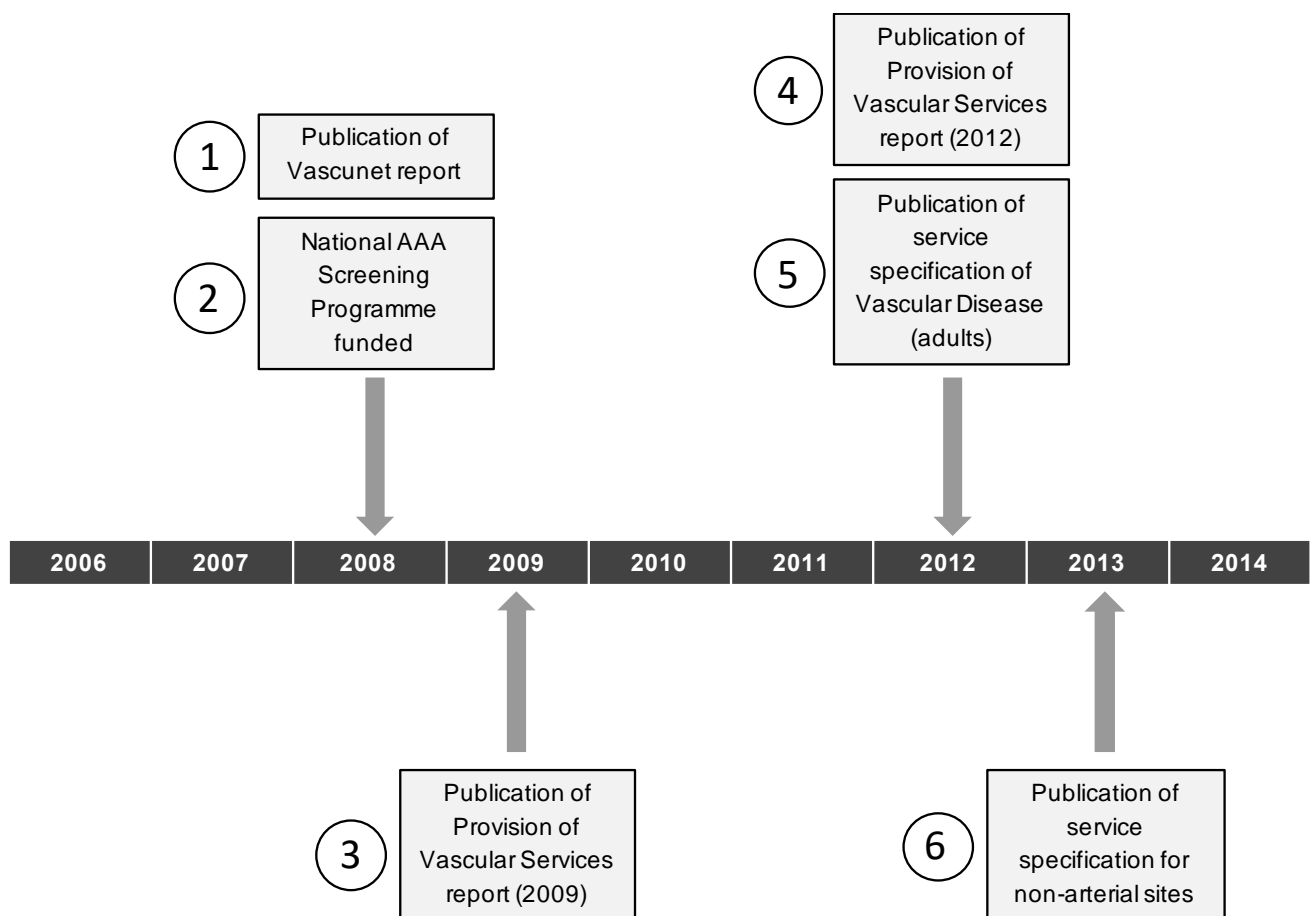 1
Publication of
Vascunet report
2
National AAA
Screening
Programme
funded
4
Publication of
Provision of
Vascular Services
report (2012)
5
Publication of
service
specification of
Vascular Disease
(adults)
2006 2007 2008 2009 2010 2011 2012 2013 2014
3
Publication of
Provision of
Vascular Services
report (2009)
6
Publication of
service
specification for
non-arterial sites